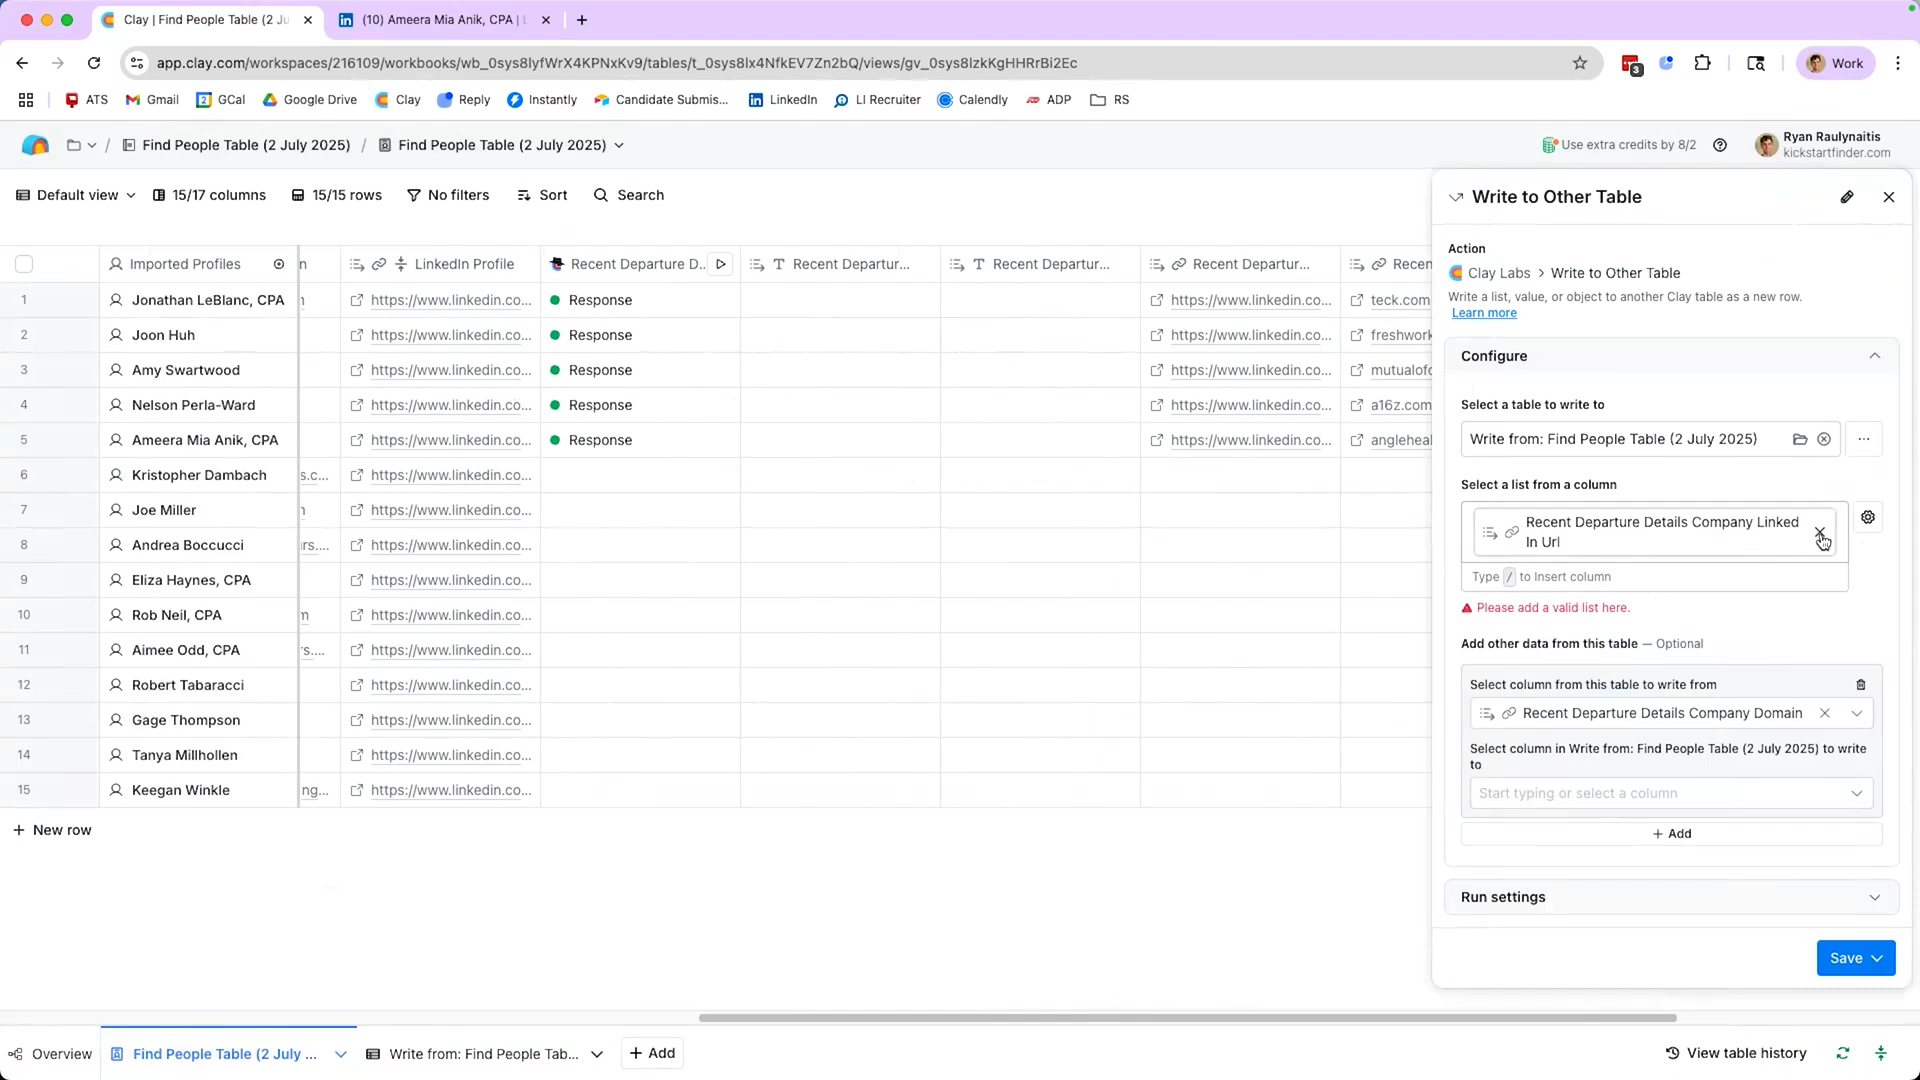 Clay | Find People Table (2 Ju
(10) Ameera Mia Anik, CPA |
app.clay.com/workspaces/216109/workbooks/wb_0sys8lyfWrX4KPNxKv9/tables/t_0sys8lx4NfkEV7Zn2bQ/views/gv_0sys8lzkKgHHRrBi2Ec
3
Work
ATS
Gmail
GCal
Google Drive
Clay
Reply
Instantly
Candidate Submis...
LinkedIn
LI Recruiter
Calendly
ADP
RS
/ Find People Table (2 July 2025) / Find People Table (2 July 2025)
Use extra credits by 8/2
Ryan Raulynaitis
kickstartfinder.com
Default view
15/17 columns
15/15 rows
No filters
Sort
Search
Imported Profiles
n
LinkedIn Profile
Recent Departure D..
Recent Departur...
Recent Departur...
Recent Departur...
Recen
1 Jonathan LeBlanc, CPA https://www.linkedin.co... Response https://www.linkedin.co... teck.com
2 Joon Huh https://www.linkedin.co... Response https://www.linkedin.co... freshwork
3 Amy Swartwood https://www.linkedin.co... Response https://www.linkedin.co... mutualofo
4 Nelson Perla-Ward https://www.linkedin.co... Response https://www.linkedin.co... a16z.com
5 Ameera Mia Anik, CPA https://www.linkedin.co... Response https://www.linkedin.co... angleheal
6 Kristopher Dambach s.c... https://www.linkedin.co...
7 Joe Miller https://www.linkedin.co...
8 Andrea Boccucci rs.... https://www.linkedin.co...
9 Eliza Haynes, CPA https://www.linkedin.co...
10 Rob Neil, CPA n https://www.linkedin.co...
11 Aimee Odd, CPA rs.... https://www.linkedin.co...
12 Robert Tabaracci https://www.linkedin.co...
13 Gage Thompson https://www.linkedin.co...
14 Tanya Millhollen https://www.linkedin.co...
15 Keegan Winkle ng... https://www.linkedin.co...
+ New row
Write to Other Table
Action
Clay Labs > Write to Other Table
Write a list, value, or object to another Clay table as a new row.
Learn more
Configure
Select a table to write to
Write from: Find People Table (2 July 2025)
Select a list from a column
Recent Departure Details Company Linked
In Url
Type / to Insert column
Please add a valid list here.
Add other data from this table — Optional
Select column from this table to write from
Recent Departure Details Company Domain
Select column in Write from: Find People Table (2 July 2025) to write
to
Start typing or select a column
+ Add
Run settings
Save
Overview
Find People Table (2 July ...
Write from: Find People Tab...
+ Add
View table history